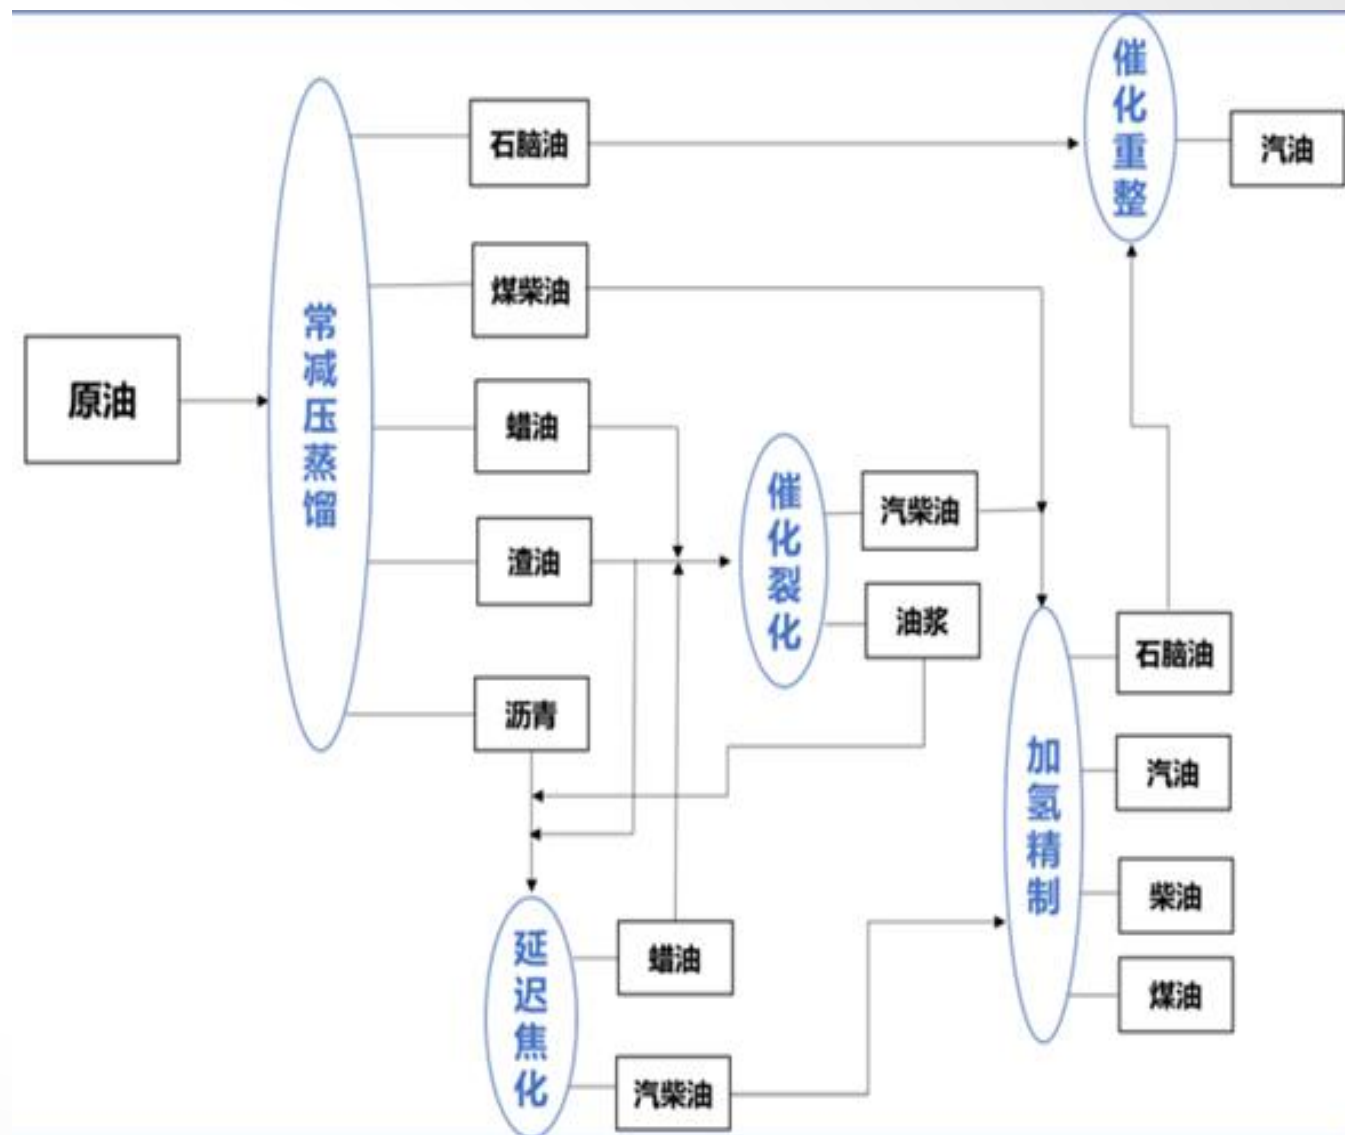 原油
常减压蒸馏
石脑油
煤柴油
蜡油
渣油
沥青
催化重整
汽油
催化裂化
汽柴油
油浆
加氢精制
石脑油
汽油
柴油
煤油
延迟焦化
蜡油
汽柴油